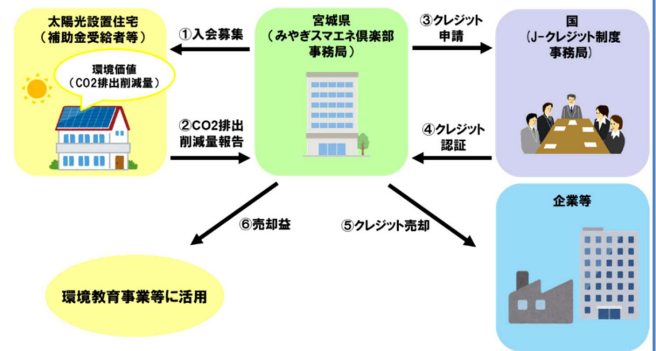 太陽光設置住宅
(補助金受給者等)
環境価値
(CO2排出削減量)
①入会募集
②CO2排出
削減量報告
宮城県
(みやぎスマエネ倶楽部
事務局)
③クレジット
申請
④クレジット
認証
国
(J-クレジット制度
事務局)
⑥売却益
⑤クレジット売却
企業等
環境教育事業等に活用